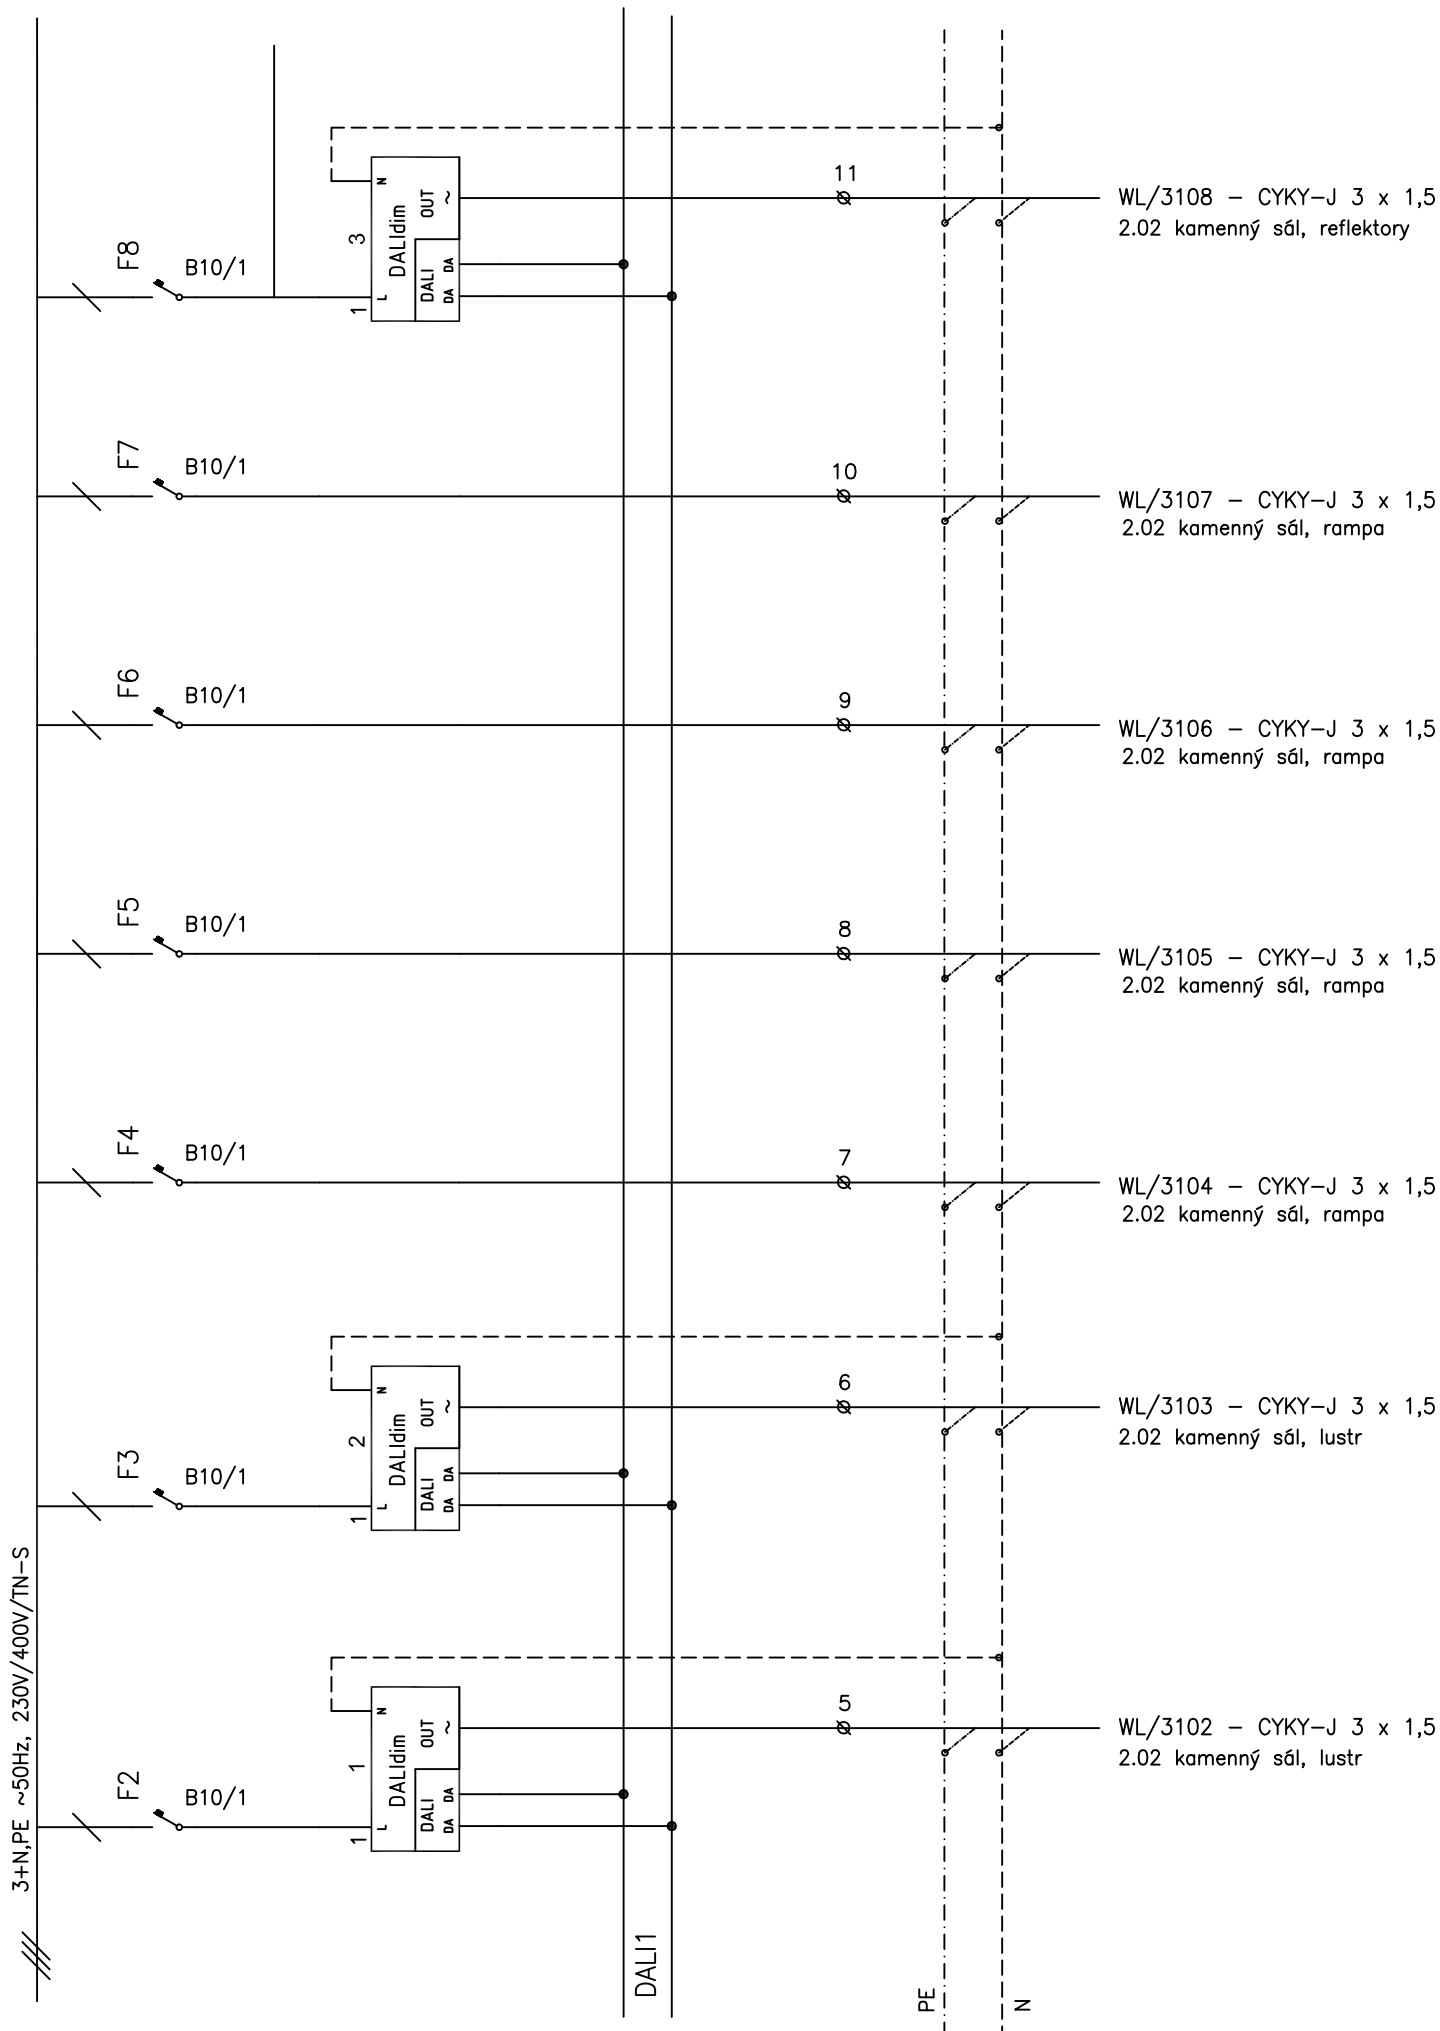 11
WL/3108 – CYKY–J 3 x 1,5
2.02 kamenný sál, reflektory
F8
B10/1
3
DALIdim
N
OUT
~
L
1
DALI
DA
DA
F7
B10/1
10
WL/3107 – CYKY–J 3 x 1,5
2.02 kamenný sál, rampa
F6
B10/1
9
WL/3106 – CYKY–J 3 x 1,5
2.02 kamenný sál, rampa
F5
B10/1
8
WL/3105 – CYKY–J 3 x 1,5
2.02 kamenný sál, rampa
F4
B10/1
7
WL/3104 – CYKY–J 3 x 1,5
2.02 kamenný sál, rampa
6
WL/3103 – CYKY–J 3 x 1,5
2.02 kamenný sál, lustr
F3
B10/1
2
DALIdim
N
OUT
~
L
1
DALI
DA
DA
5
WL/3102 – CYKY–J 3 x 1,5
2.02 kamenný sál, lustr
F2
B10/1
1
DALIdim
N
OUT
~
L
1
DALI
DA
DA
3+N,PE ~50Hz, 230V/400V/TN–S
DALI1
PE
N